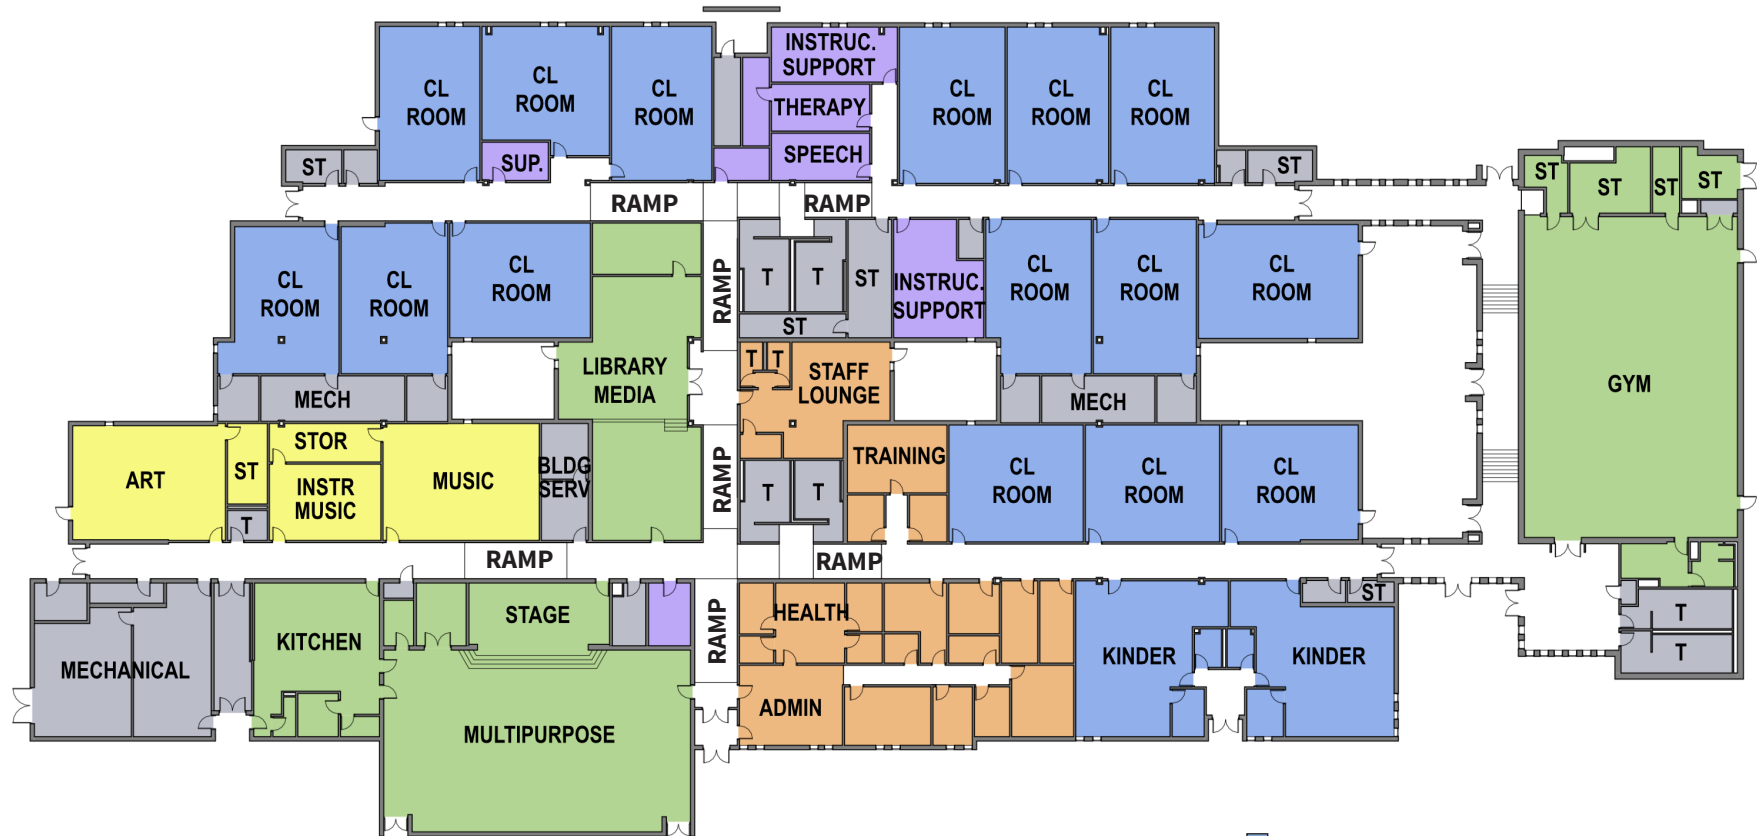 INSTRUC.
SUPPORT
CL
ROOM
CL
ROOM
CL
ROOM
THERAPY
CL
ROOM
CL
ROOM
CL
ROOM
SPEECH
SUP.
ST
ST
ST
ST
ST
ST
RAMP
RAMP
CL
ROOM
CL
ROOM
CL
ROOM
RAMP
T
T
ST
INSTRUC.
SUPPORT
CL
ROOM
CL
ROOM
CL
ROOM
ST
LIBRARY
MEDIA
T
T
STAFF
LOUNGE
GYM
MECH
MECH
ART
ST
STOR
INSTR
MUSIC
MUSIC
BLDG
SERV
RAMP
T
T
TRAINING
CL
ROOM
CL
ROOM
CL
ROOM
T
RAMP
RAMP
MECHANICAL
KITCHEN
STAGE
RAMP
HEALTH
KINDER
KINDER
ST
T
T
ADMIN
MULTIPURPOSE